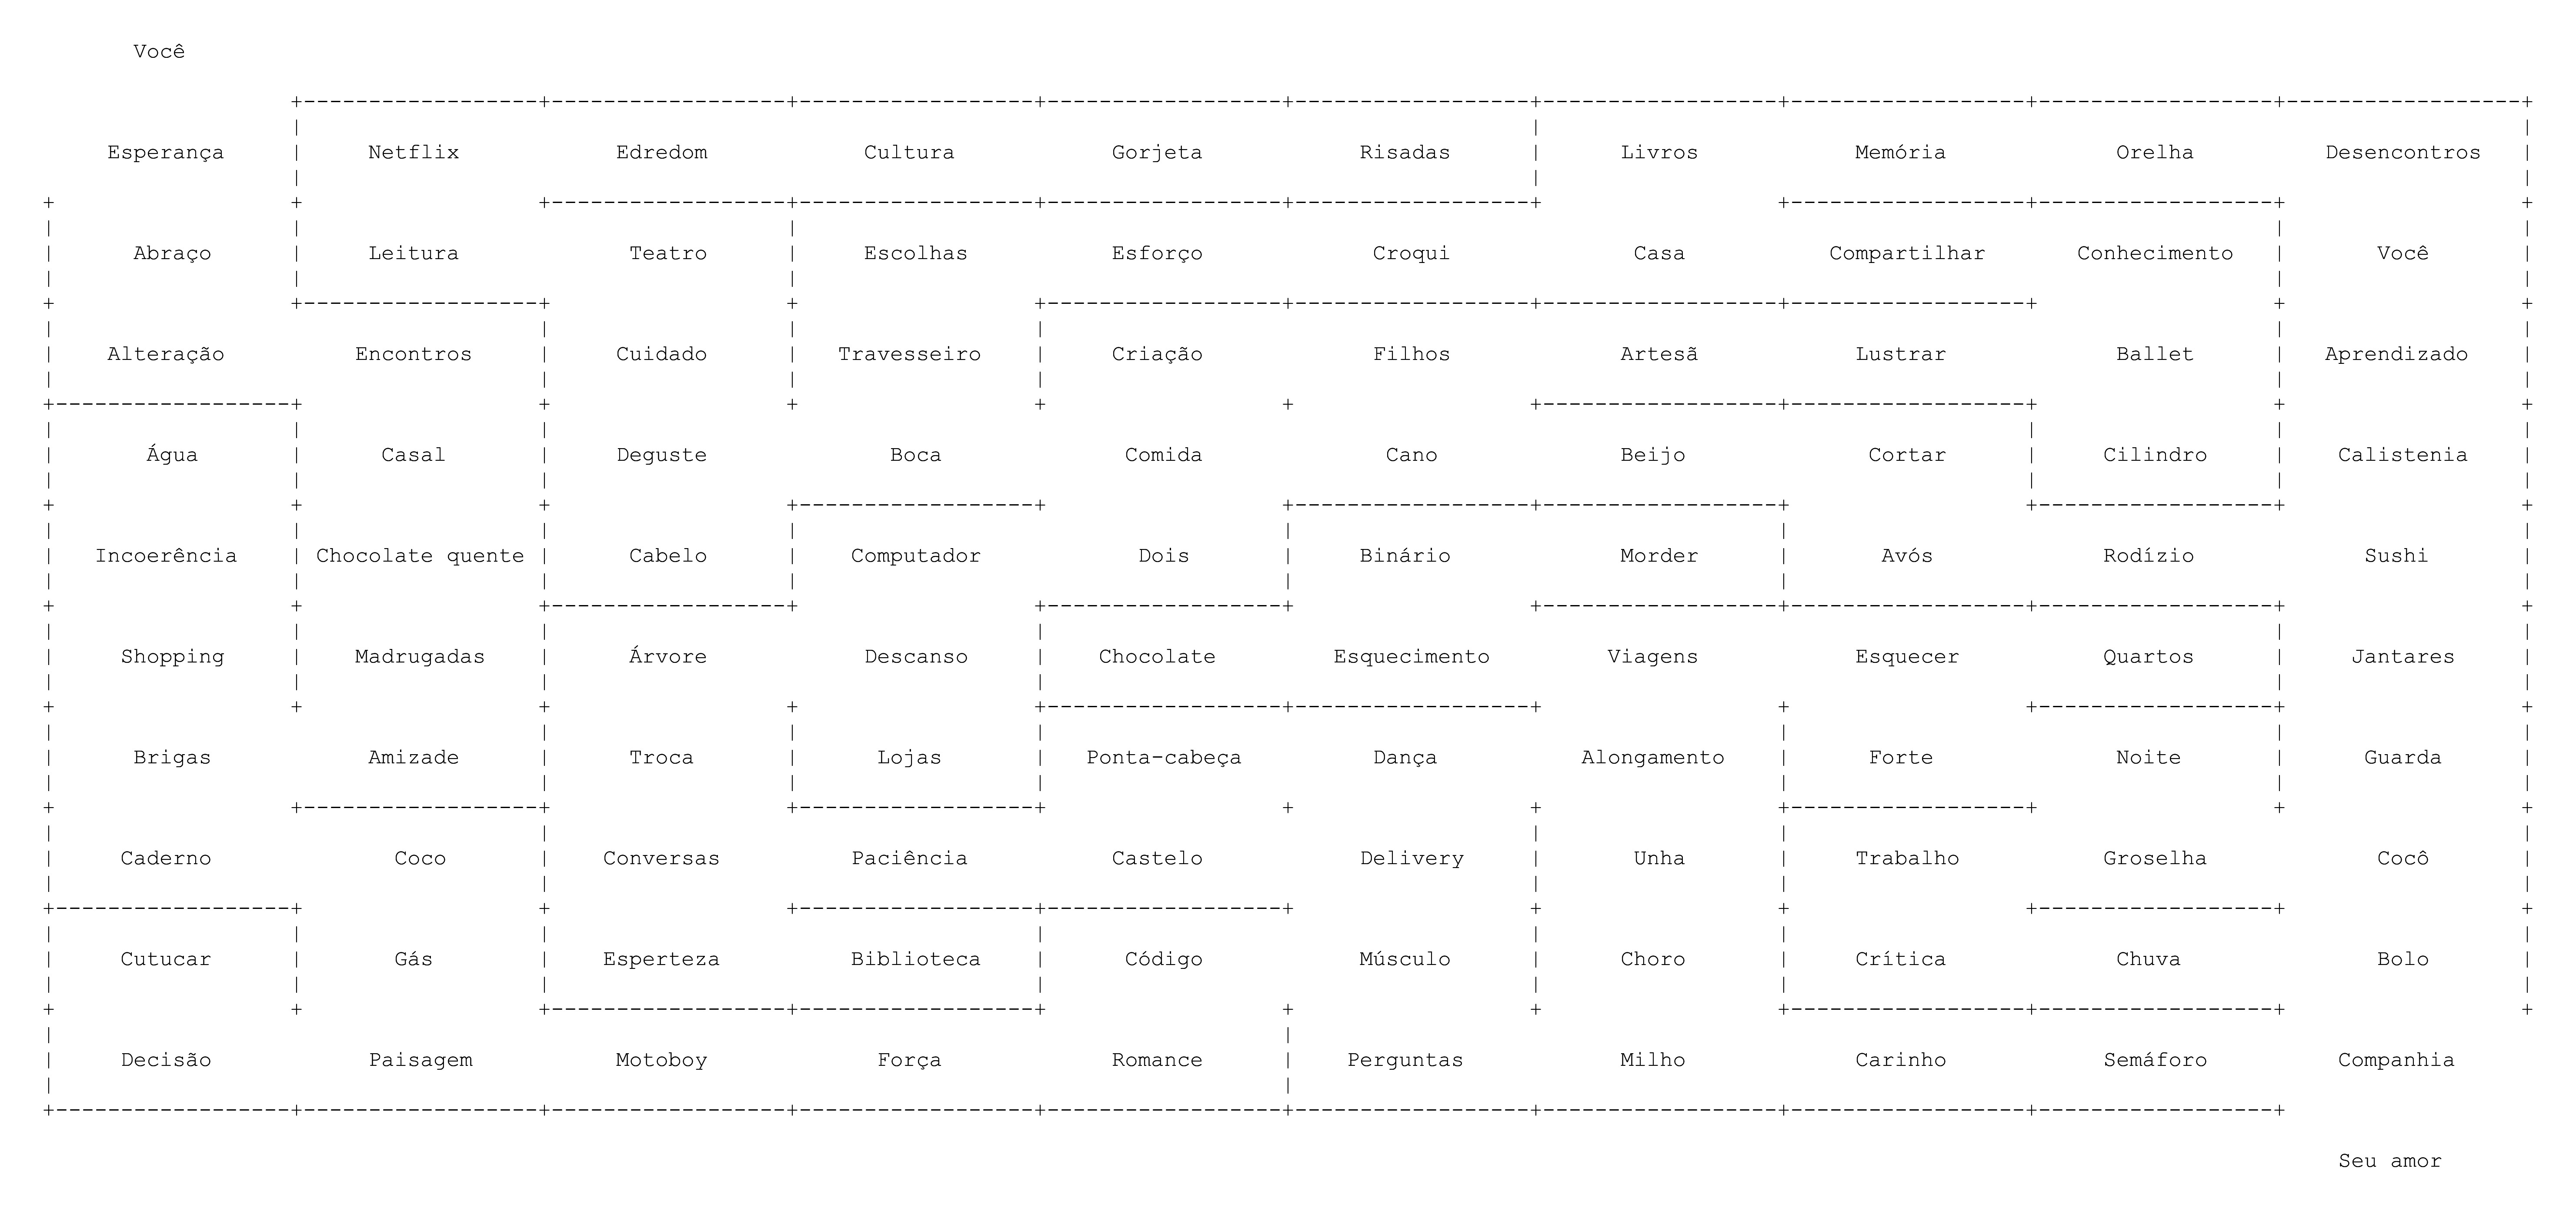 Você
Esperança Netflix Edredom Cultura Gorjeta Risadas Livros Memória Orelha Desencontros
Abraço Leitura Teatro Escolhas Esforço Croqui Casa Compartilhar Conhecimento Você
Alteração Encontros Cuidado Travesseiro Criação Filhos Artesã Lustrar Ballet Aprendizado
Água Casal Deguste Boca Comida Cano Beijo Cortar Cilindro Calistenia
Incoerência Chocolate quente Cabelo Computador Dois Binário Morder Avós Rodízio Sushi
Shopping Madrugadas Árvore Descanso Chocolate Esquecimento Viagens Esquecer Quartos Jantares
Brigas Amizade Troca Lojas Ponta-cabeça Dança Alongamento Forte Noite Guarda
Caderno Coco Conversas Paciência Castelo Delivery Unha Trabalho Groselha Cocô
Cutucar Gás Esperteza Biblioteca Código Músculo Choro Crítica Chuva Bolo
Decisão Paisagem Motoboy Força Romance Perguntas Milho Carinho Semáforo Companhia
Seu amor